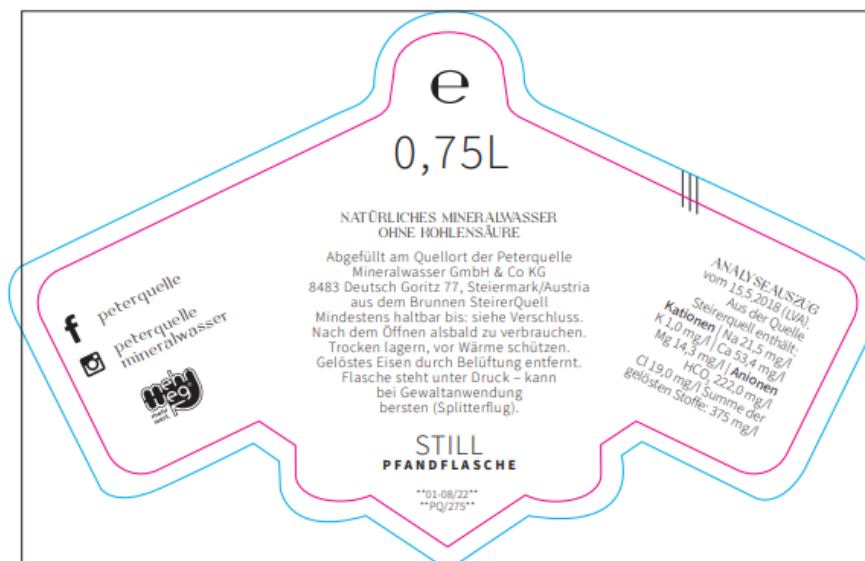 e
0,75L
NATÜRLICHES MINERALWASSER
OHNE KOHLENSÄURE
Abgefüllt am Quellort der Peterquelle
Mineralwasser GmbH & Co KG
8483 Deutsch Goritz 77, Steiermark/Austria
aus dem Brunnen SteirerQuell
Mindestens haltbar bis: siehe Verschluss.
Nach dem Öffnen alsbald zu verbrauchen.
Trocken lagern, vor Wärme schützen.
Gelöstes Eisen durch Belüftung entfernt.
Flasche steht unter Druck – kann
bei Gewaltanwendung
bersten (Splitterflug).
STILL
PFANDFLASCHE
**01-08/22**
**PQ/275**
peterquelle
peterquelle
mineralwasser
mein
weg
mehr
wert
ANALYSEAUSZUG
vom 15.5.2018 (LVA).
Aus der Quelle
Steirerquell enthält:
Kationen | Na 21,5 mg/l
K 1,0 mg/l | Ca 53,4 mg/l
Mg 14,3 mg/l | Anionen
HCO₃ 222,0 mg/l
Cl 19,0 mg/l Summe der
gelösten Stoffe: 375 mg/l